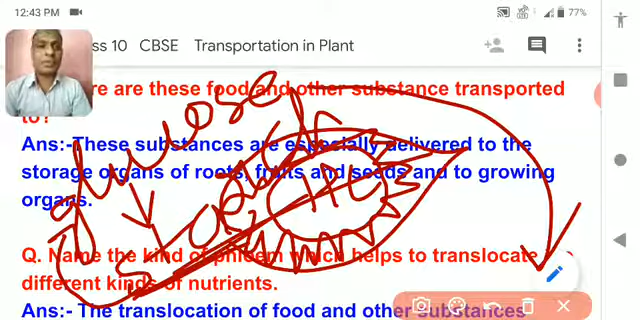 12:43 PM
77%
ss 10 CBSE Transportation in Plant
re are these food and other substance transported
to?
Ans:-These substances are especially delivered to the
storage organs of roots, fruits and seeds and to growing
organs.
glucose
starch
Q. Name the kind of phloem which helps to translocate
different kinds of nutrients.
Ans:- The translocation of food and other substances